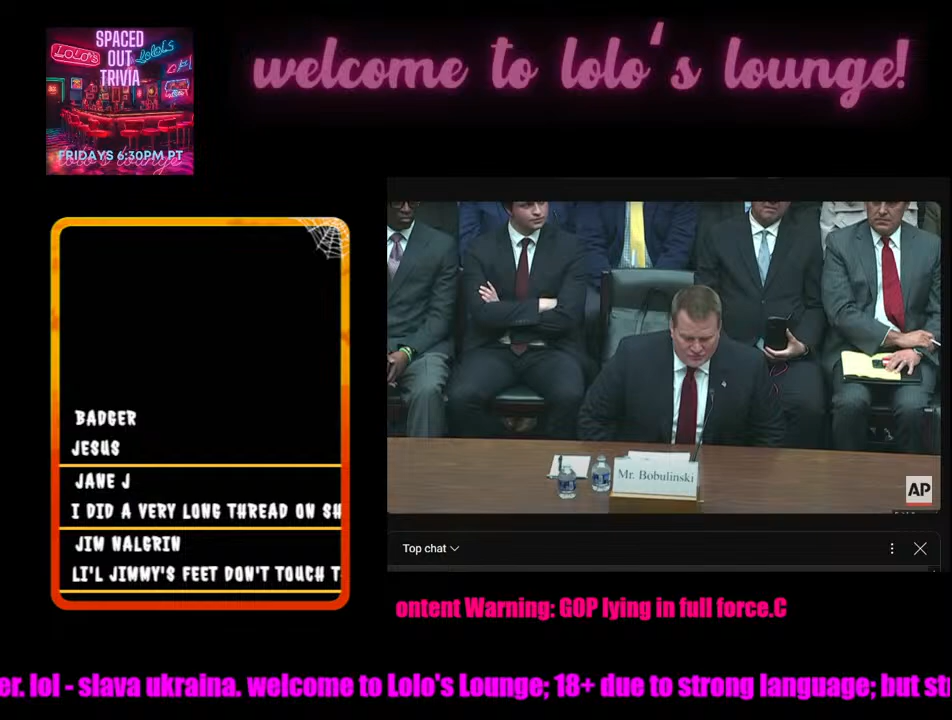 SPACED
OUT
TRIVIA
LOLO'S
FRIDAYS 6:30PM PT
lolo's lounge
welcome to lolo's lounge!
BADGER
JESUS
JANE J
I DID A VERY LONG THREAD ON SH
JIM NALGRIN
LI'L JIMMY'S FEET DON'T TOUCH T
Mr. Bobulinski
AP
Top chat
ontent Warning: GOP lying in full force.C
er. lol - slava ukraina. welcome to Lolo's Lounge; 18+ due to strong language; but st